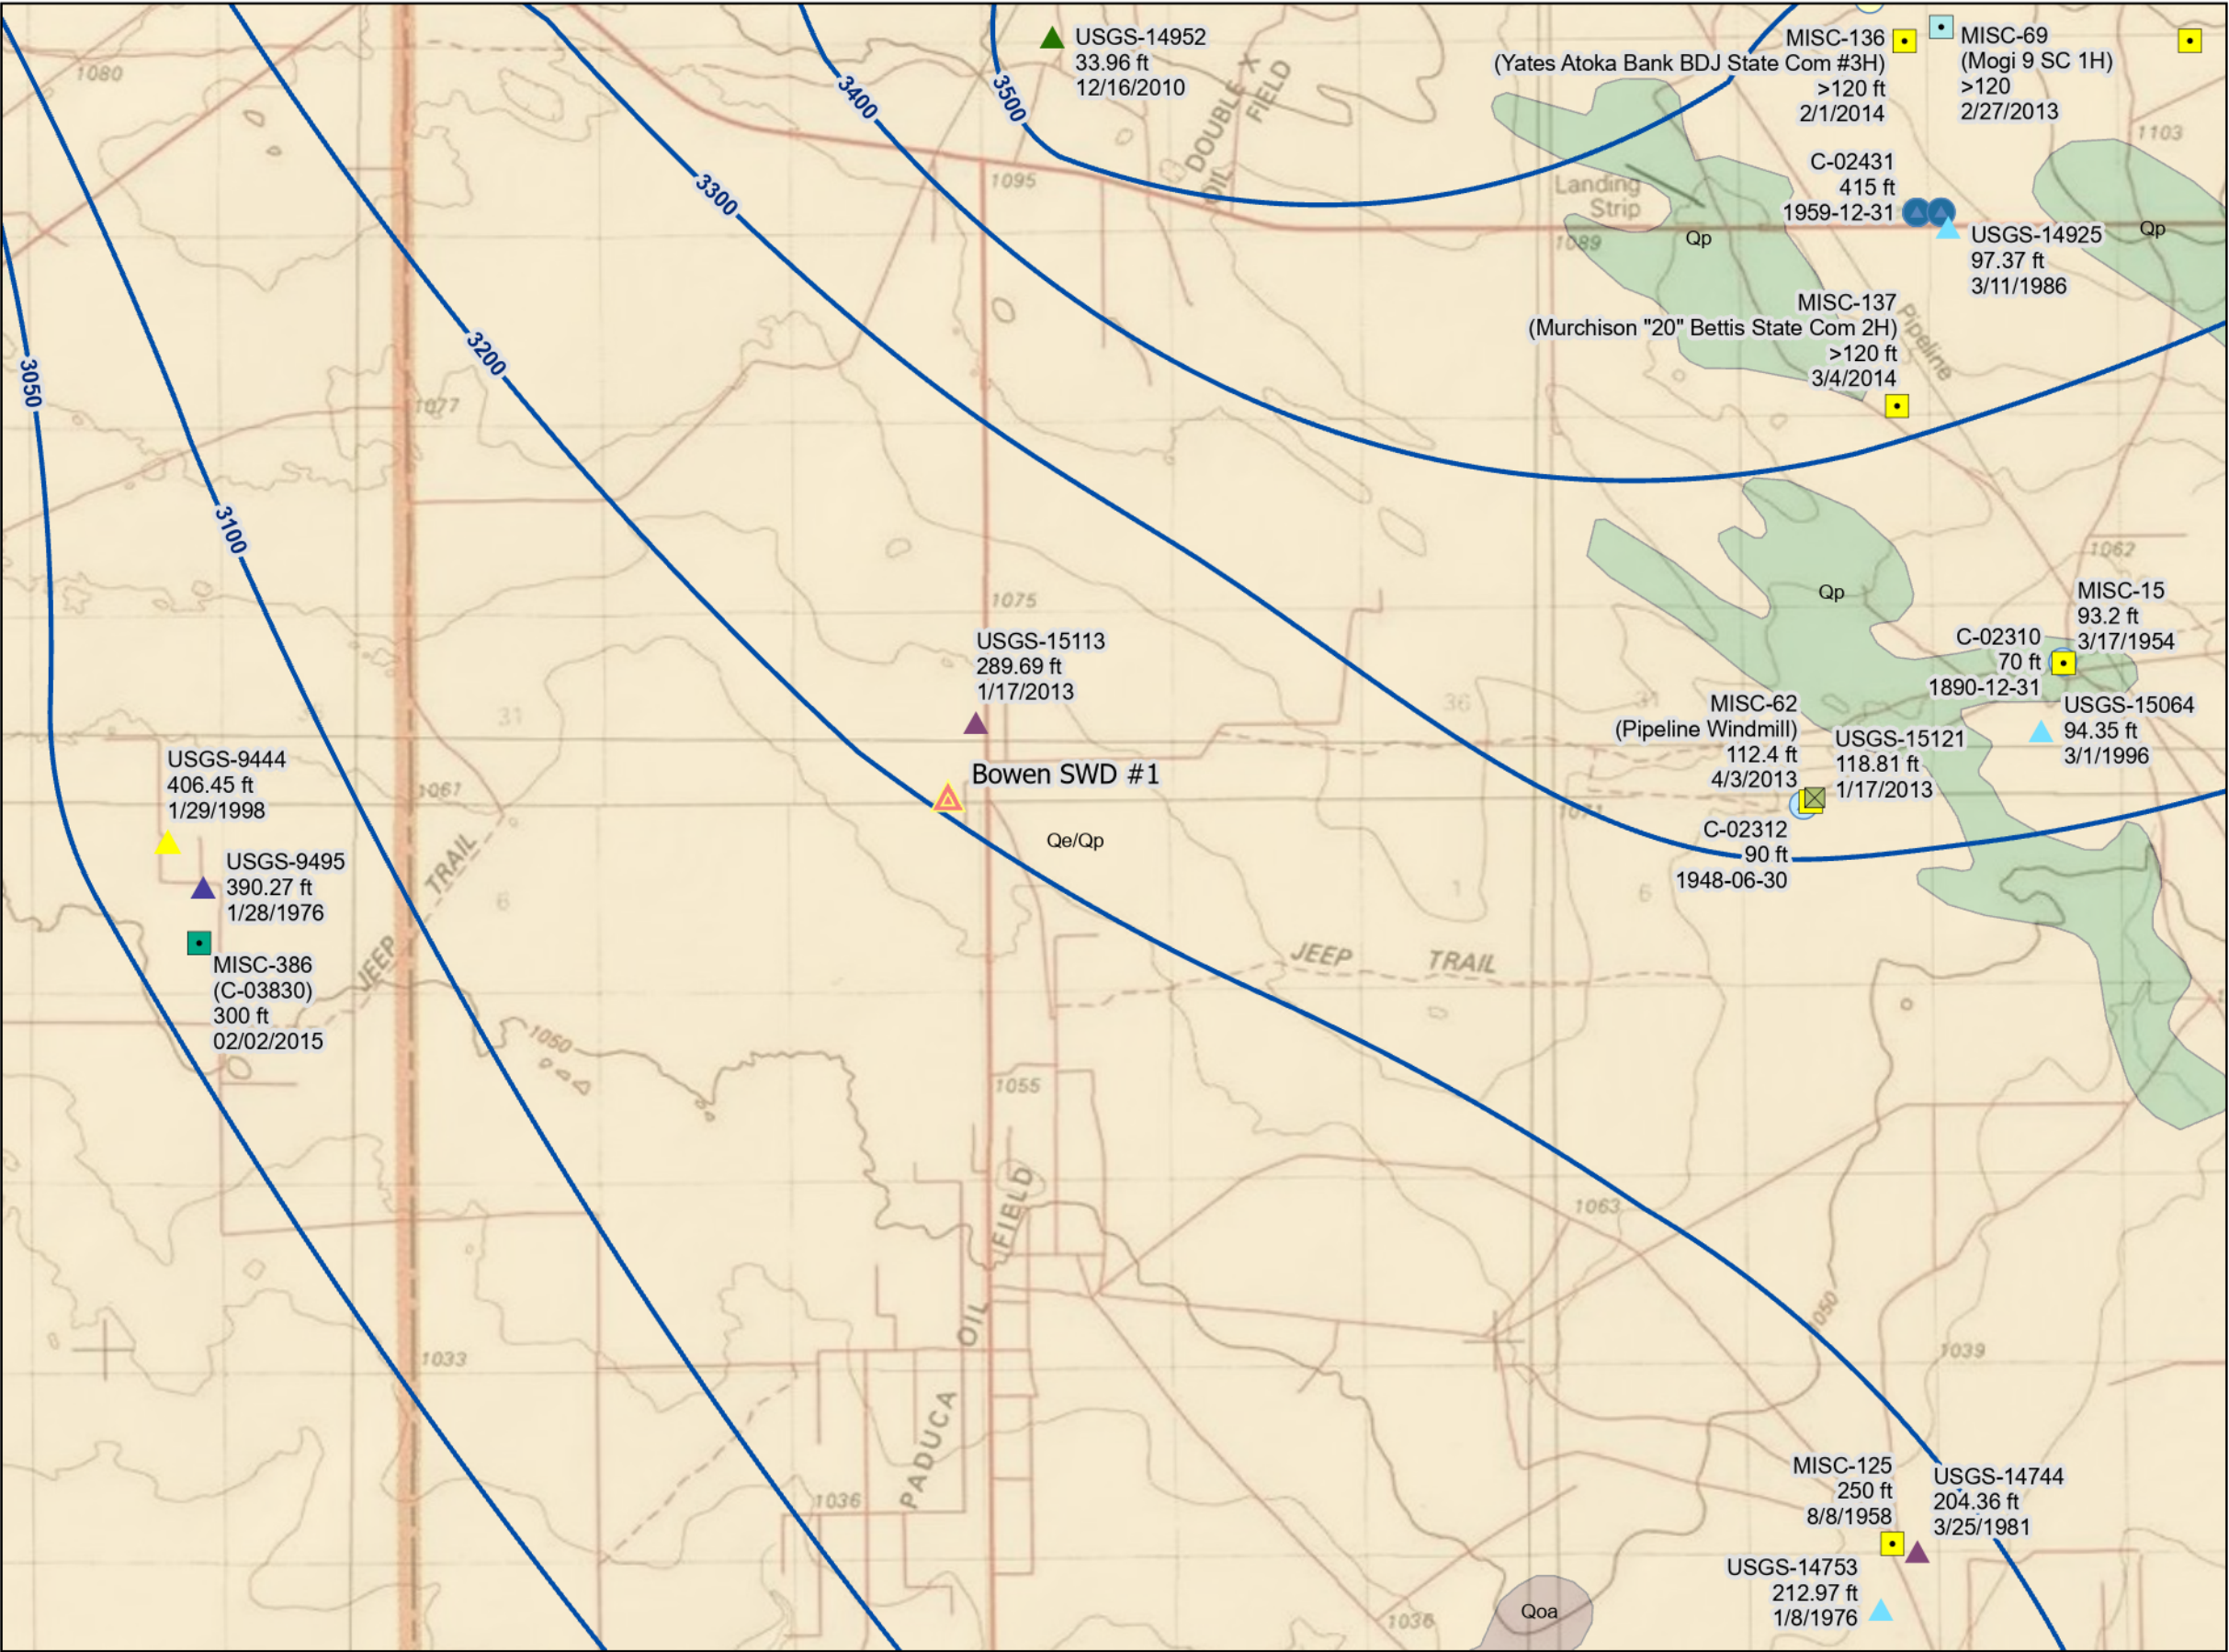 1080
3400
3500
USGS-14952
33.96 ft
12/16/2010
DOUBLE X
OIL FIELD
MISC-136
(Yates Atoka Bank BDJ State Com #3H)
>120 ft
2/1/2014
MISC-69
(Mogi 9 SC 1H)
>120
2/27/2013
1103
1095
3300
Landing
Strip
1089
Qp
C-02431
415 ft
1959-12-31
USGS-14925
97.37 ft
3/11/1986
Qp
MISC-137
(Murchison "20" Bettis State Com 2H)
>120 ft
3/4/2014
Pipeline
3050
3200
1077
3100
1062
1075
Qp
MISC-15
93.2 ft
3/17/1954
C-02310
70 ft
1890-12-31
USGS-15113
289.69 ft
1/17/2013
31
36
31
MISC-62
(Pipeline Windmill)
112.4 ft
4/3/2013
USGS-15121
118.81 ft
1/17/2013
USGS-15064
94.35 ft
3/1/1996
USGS-9444
406.45 ft
1/29/1998
1061
Bowen SWD #1
1071
Qe/Qp
C-02312
90 ft
1948-06-30
USGS-9495
390.27 ft
1/28/1976
JEEP TRAIL
6
1
6
MISC-386
(C-03830)
300 ft
02/02/2015
JEEP TRAIL
1050
1055
1063
PADUCA OIL FIELD
1033
1050
1039
1036
MISC-125
250 ft
8/8/1958
USGS-14744
204.36 ft
3/25/1981
USGS-14753
212.97 ft
1/8/1976
Qoa
1036